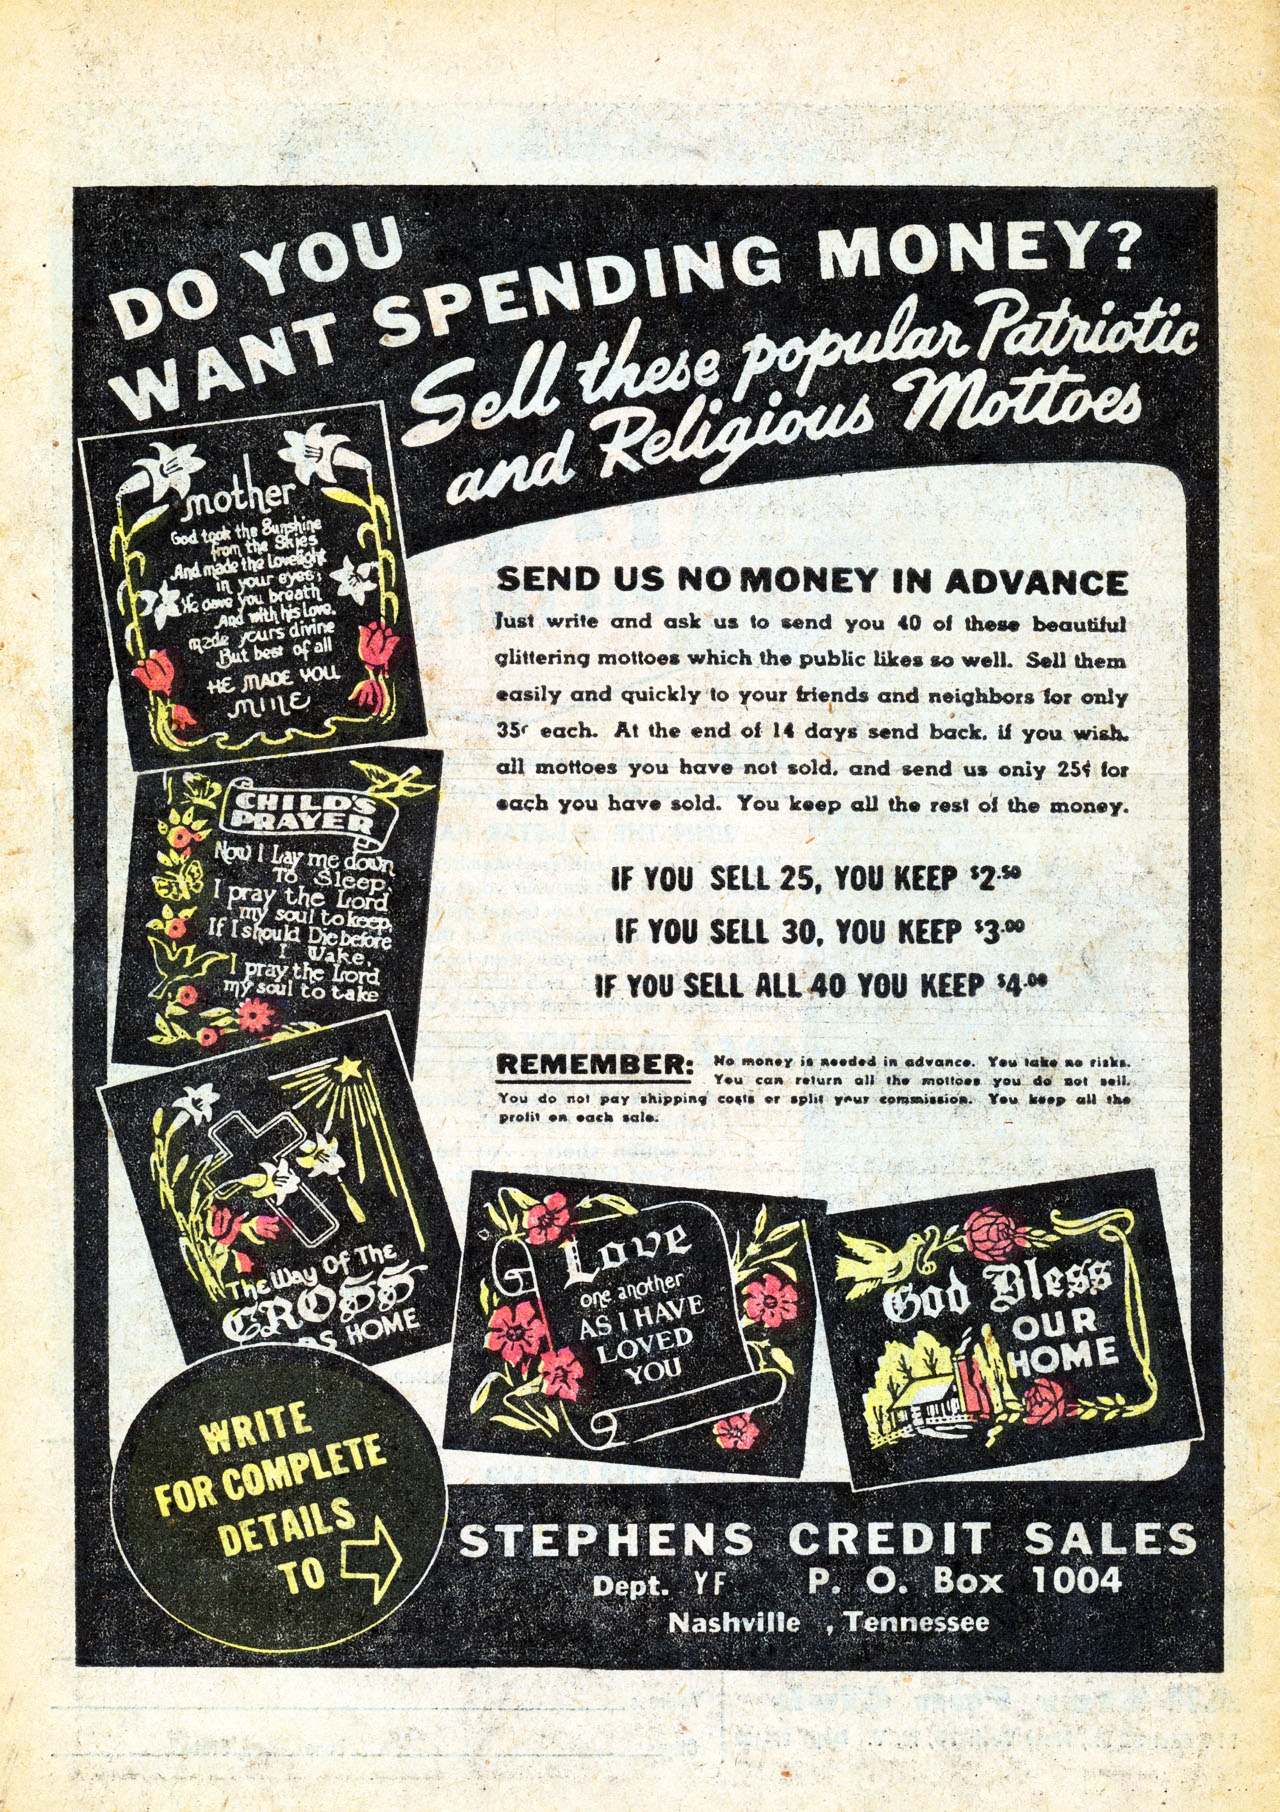 DO YOU
WANT SPENDING MONEY?
Sell these popular Patriotic
and Religious Mottoes
mother
God took the Sunshine
from the Skies
And made the Lovelight
in your eyes;
He gave you breath
And with his Love,
made yours divine
But best of all
HE MADE YOU
MINE
CHILD'S
PRAYER
Now I Lay me down
To Sleep,
I pray the Lord
my soul to keep,
If I should Die before
I Wake,
I pray the Lord
my soul to take
The Way Of The
CROSS
HOME
SEND US NO MONEY IN ADVANCE
Just write and ask us to send you 40 of these beautiful
glittering mottoes which the public likes so well. Sell them
easily and quickly to your friends and neighbors for only
35¢ each. At the end of 14 days send back, if you wish,
all mottoes you have not sold, and send us only 25¢ for
each you have sold. You keep all the rest of the money.
IF YOU SELL 25, YOU KEEP $2.50
IF YOU SELL 30, YOU KEEP $3.00
IF YOU SELL ALL 40 YOU KEEP $4.00
REMEMBER: No money is needed in advance. You take no risks.
You can return all the mottoes you do not sell.
You do not pay shipping costs or split your commission. You keep all the
profit on each sale.
Love
one another
AS I HAVE
LOVED
YOU
God Bless
OUR
HOME
WRITE
FOR COMPLETE
DETAILS
TO
STEPHENS CREDIT SALES
Dept. YF P. O. Box 1004
Nashville , Tennessee